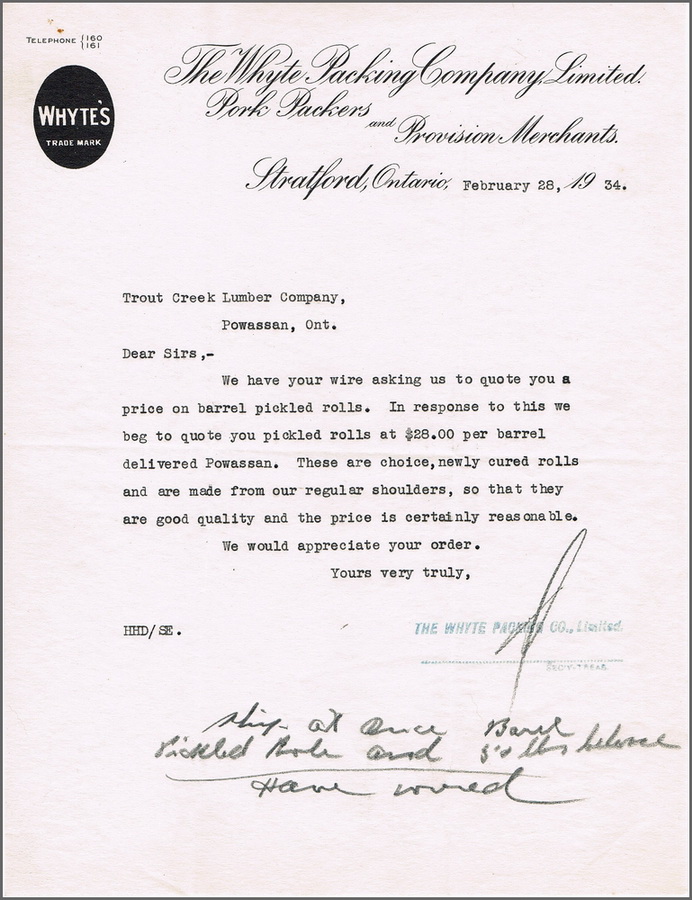 TELEPHONE {160
161
WHYTE'S
TRADE MARK
The Whyte Packing Company, Limited.
Pork Packers
and Provision Merchants.
Stratford, Ontario, February 28, 19 34.
Trout Creek Lumber Company,
Powassan, Ont.
Dear Sirs,-
We have your wire asking us to quote you a
price on barrel pickled rolls. In response to this we
beg to quote you pickled rolls at $28.00 per barrel
delivered Powassan. These are choice,newly cured rolls
and are made from our regular shoulders, so that they
are good quality and the price is certainly reasonable.
We would appreciate your order.
Yours very truly,
HHD/SE.
THE WHYTE PACKING CO., Limited.
SECY-TREAS
Ship at once Barel
Pickled and lbs
Have wired